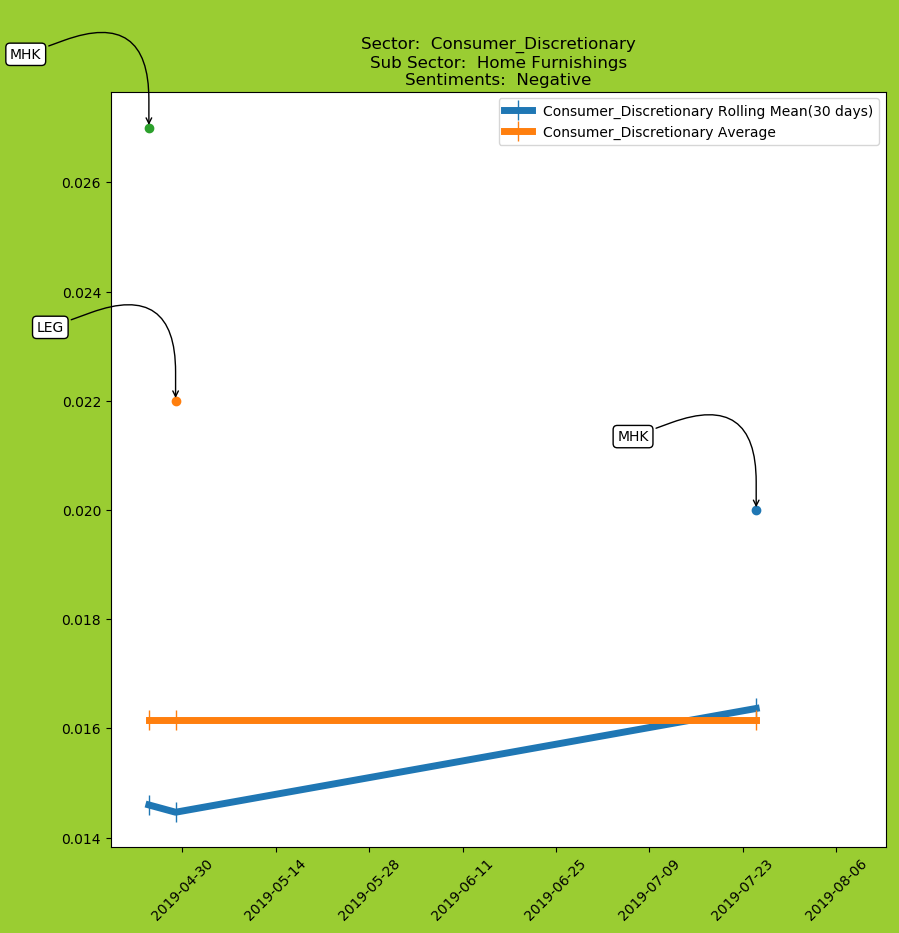 MHK
Sector:  Consumer_Discretionary
Sub Sector:  Home Furnishings
Sentiments:  Negative
Consumer_Discretionary Rolling Mean(30 days)
Consumer_Discretionary Average
0.026
0.024
LEG
0.022
MHK
0.020
0.018
0.016
0.014
2019-04-30
2019-05-14
2019-05-28
2019-06-11
2019-06-25
2019-07-09
2019-07-23
2019-08-06